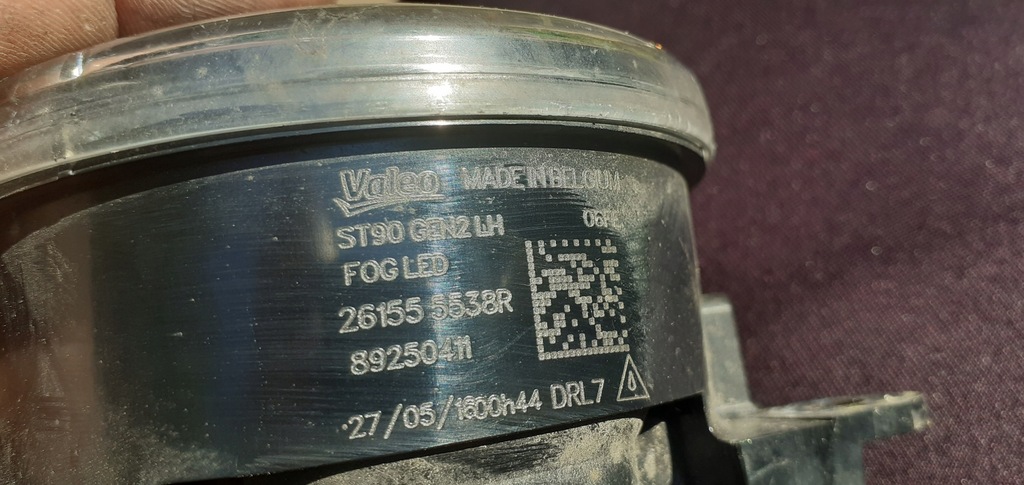 Valeo MADE IN BELGIUM
ST90 GEN2 LH
FOG LED
26155 5538R
89250411
27/05/1600h44 DRL7